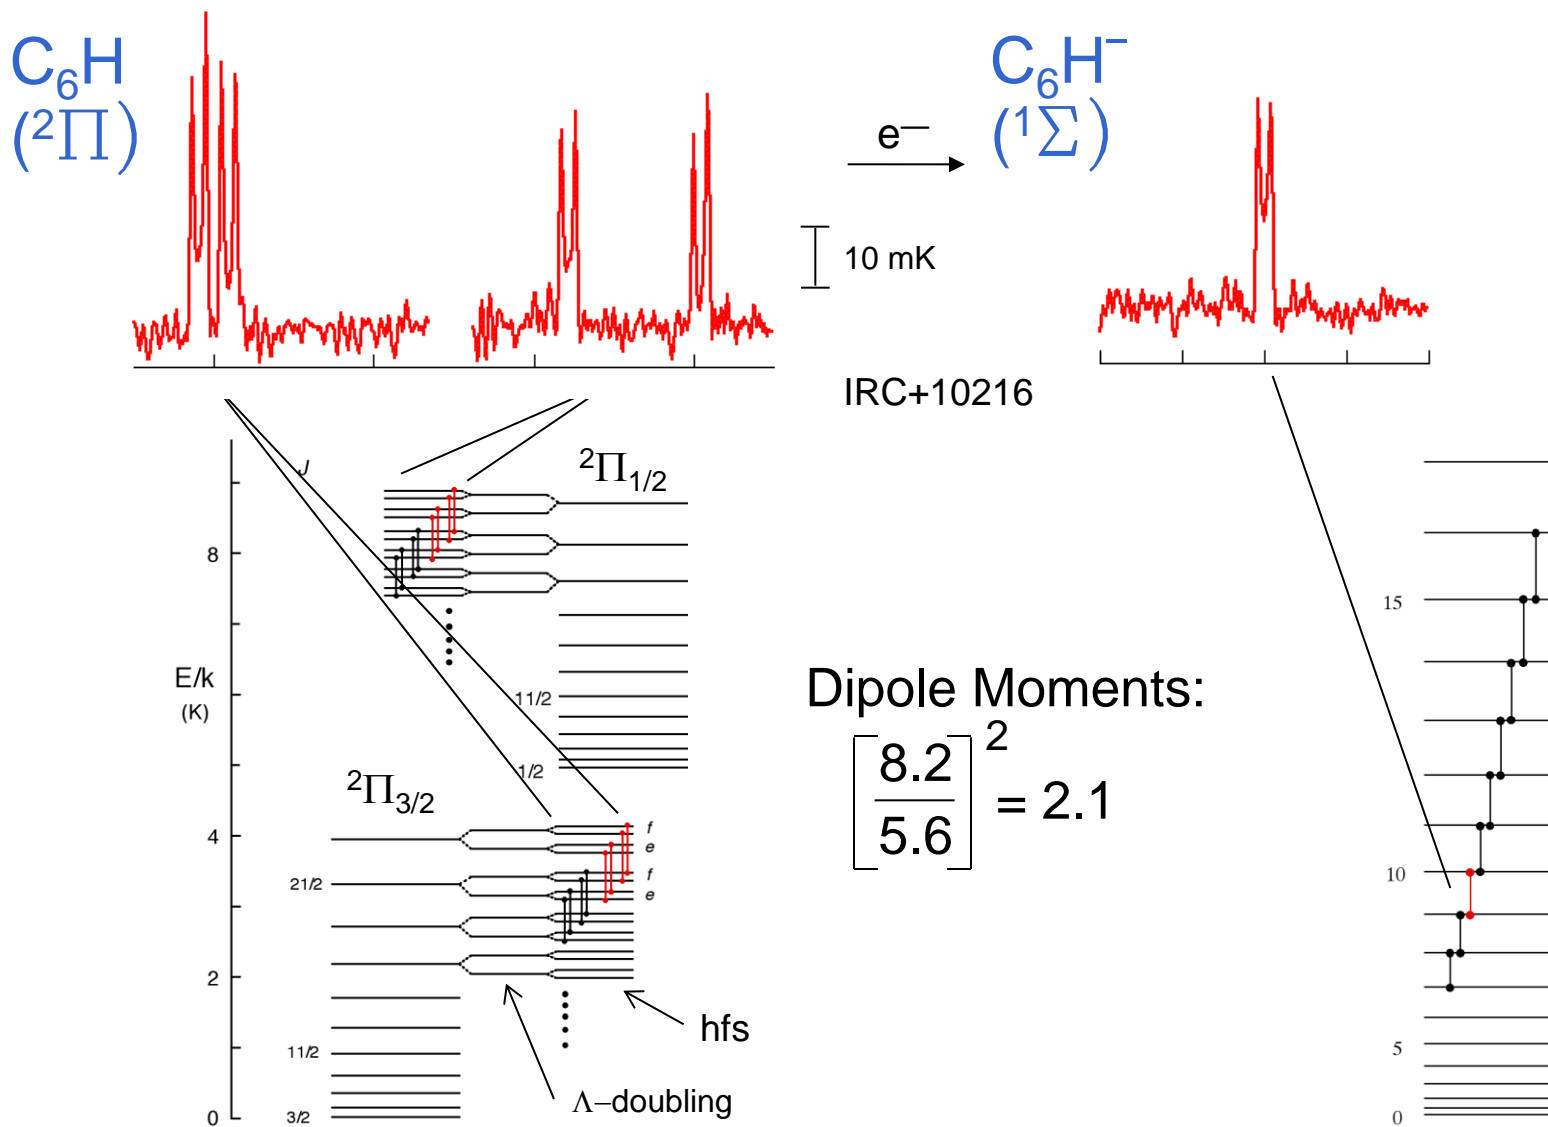 C₆H
(²Π)
e⁻
C₆H⁻
(¹Σ)
10 mK
IRC+10216
J
²Π₁/₂
8
E/k
(K)
11/2
1/2
²Π₃/₂
4
f
e
21/2
f
e
2
hfs
11/2
Λ–doubling
0
3/2
Dipole Moments:
[8.2/5.6]² = 2.1
15
10
5
0